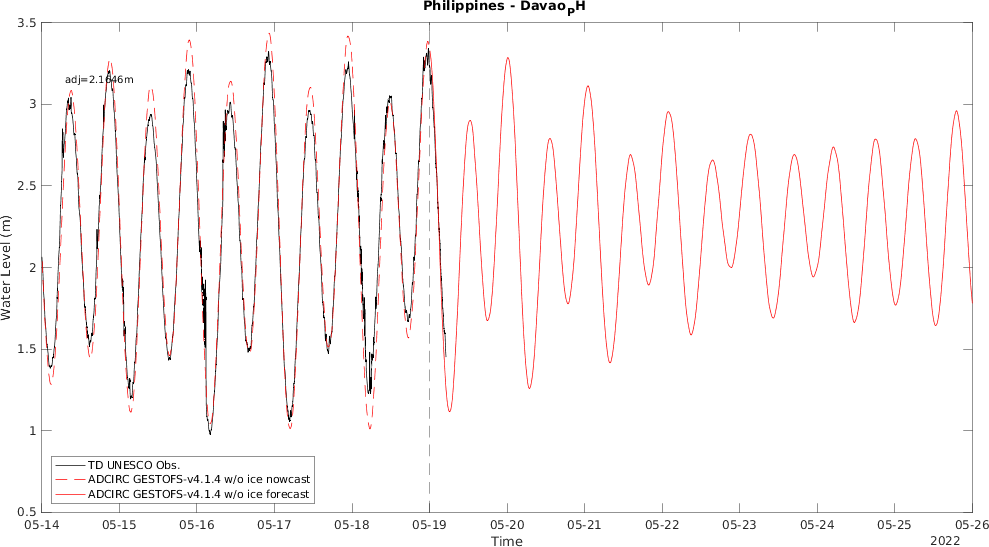 Philippines - DavaoPH
3.5
adj=2.1646m
3
2.5
2
1.5
1
0.5
Water Level (m)
TD UNESCO Obs.
ADCIRC GESTOFS-v4.1.4 w/o ice nowcast
ADCIRC GESTOFS-v4.1.4 w/o ice forecast
05-14 05-15 05-16 05-17 05-18 05-19 05-20 05-21 05-22 05-23 05-24 05-25 05-26
Time
2022